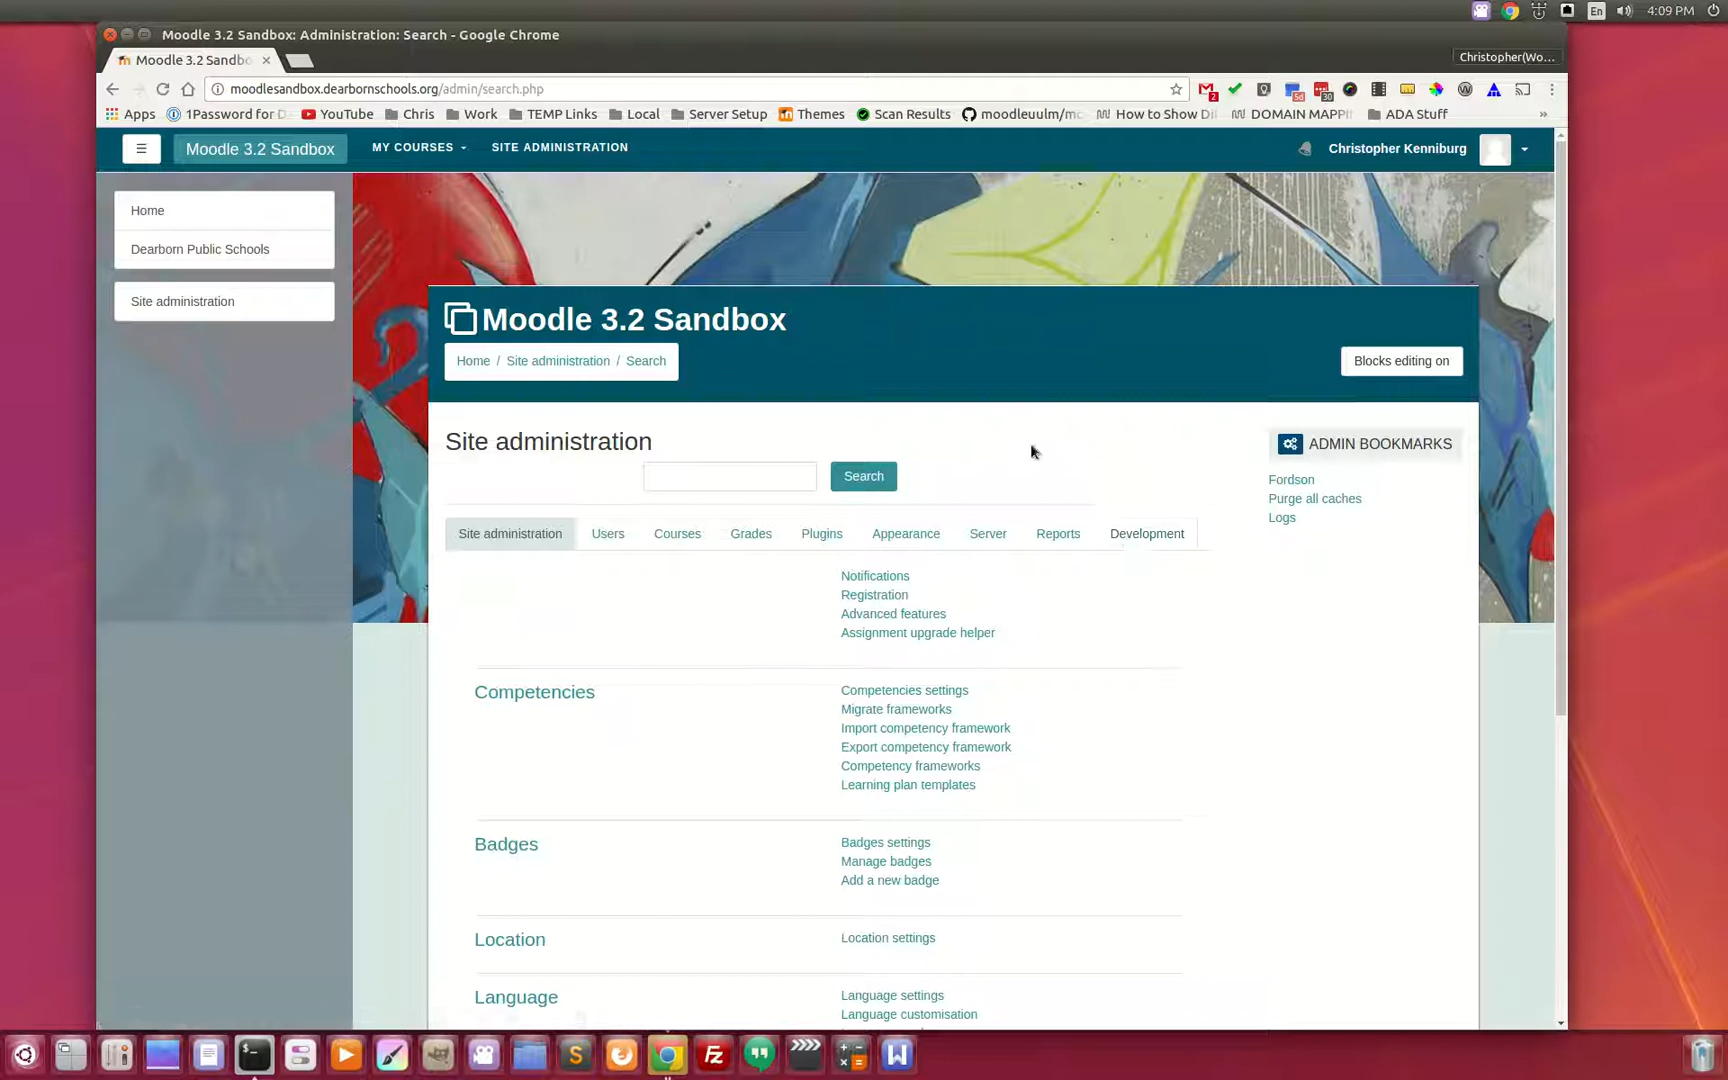 En
4:09 PM
Moodle 3.2 Sandbox: Administration: Search - Google Chrome
Moodle 3.2 Sandbo
Christopher(Wo...
moodlesandbox.dearbornschools.org/admin/search.php
2
5d
30
Apps
1Password for D
YouTube
Chris
Work
TEMP Links
Local
Server Setup
Themes
Scan Results
moodleuulm/mo
How to Show Di
DOMAIN MAPPI
ADA Stuff
»
Moodle 3.2 Sandbox
MY COURSES
SITE ADMINISTRATION
Christopher Kenniburg
Home
Dearborn Public Schools
Site administration
Moodle 3.2 Sandbox
Home / Site administration / Search
Blocks editing on
Site administration
Search
ADMIN BOOKMARKS
Fordson
Purge all caches
Logs
Site administration
Users
Courses
Grades
Plugins
Appearance
Server
Reports
Development
Notifications
Registration
Advanced features
Assignment upgrade helper
Competencies
Competencies settings
Migrate frameworks
Import competency framework
Export competency framework
Competency frameworks
Learning plan templates
Badges
Badges settings
Manage badges
Add a new badge
Location
Location settings
Language
Language settings
Language customisation